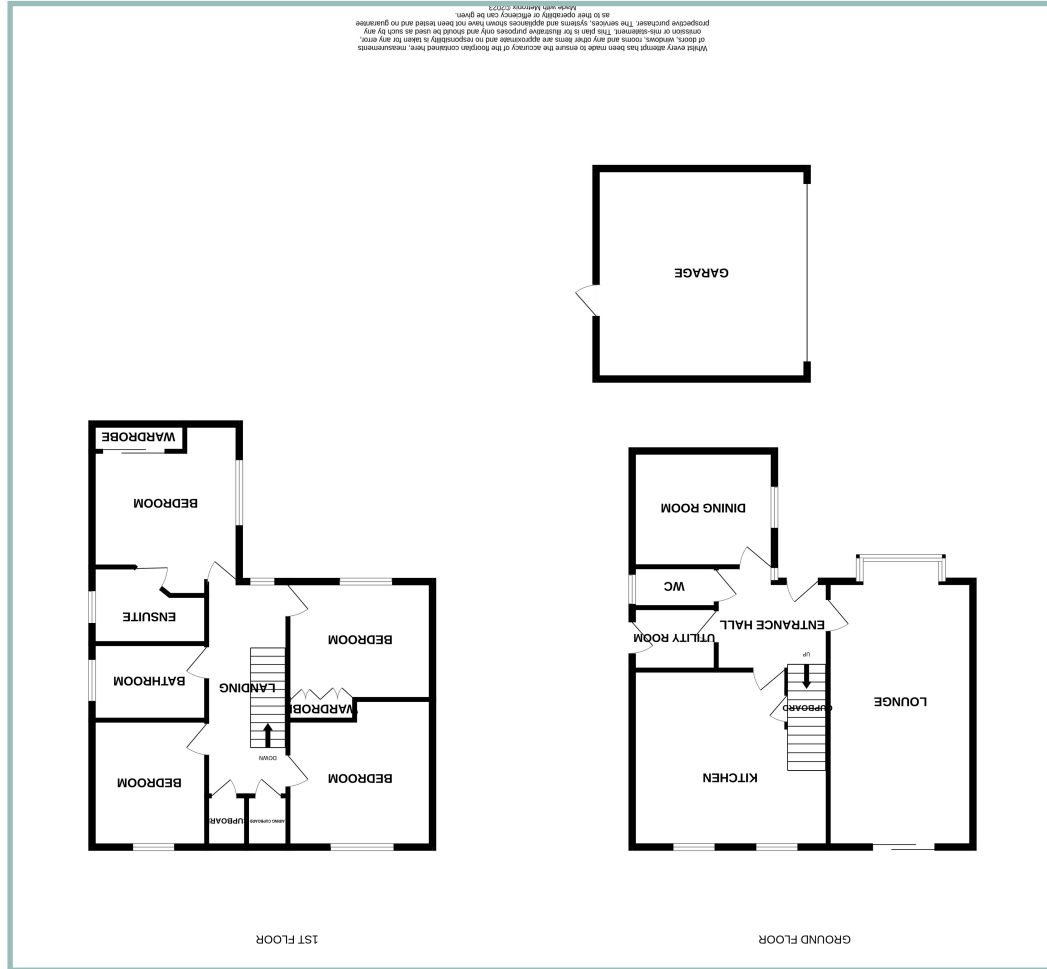 GROUND FLOOR
1ST FLOOR
KITCHEN
LOUNGE
CUPBOARD
UP
UTILITY ROOM
ENTRANCE HALL
WC
DINING ROOM
GARAGE
BEDROOM
CUPBOARD
AIRING CUPBOARD
BEDROOM
DOWN
WARDROBE
LANDING
BATHROOM
BEDROOM
ENSUITE
BEDROOM
WARDROBE
Whilst every attempt has been made to ensure the accuracy of the floorplan contained here, measurements
of doors, windows, rooms and any other items are approximate and no responsibility is taken for any error,
omission or mis-statement. This plan is for illustrative purposes only and should be used as such by any
prospective purchaser. The services, systems and appliances shown have not been tested and no guarantee
as to their operability or efficiency can be given.
Made with Metropix ©2023